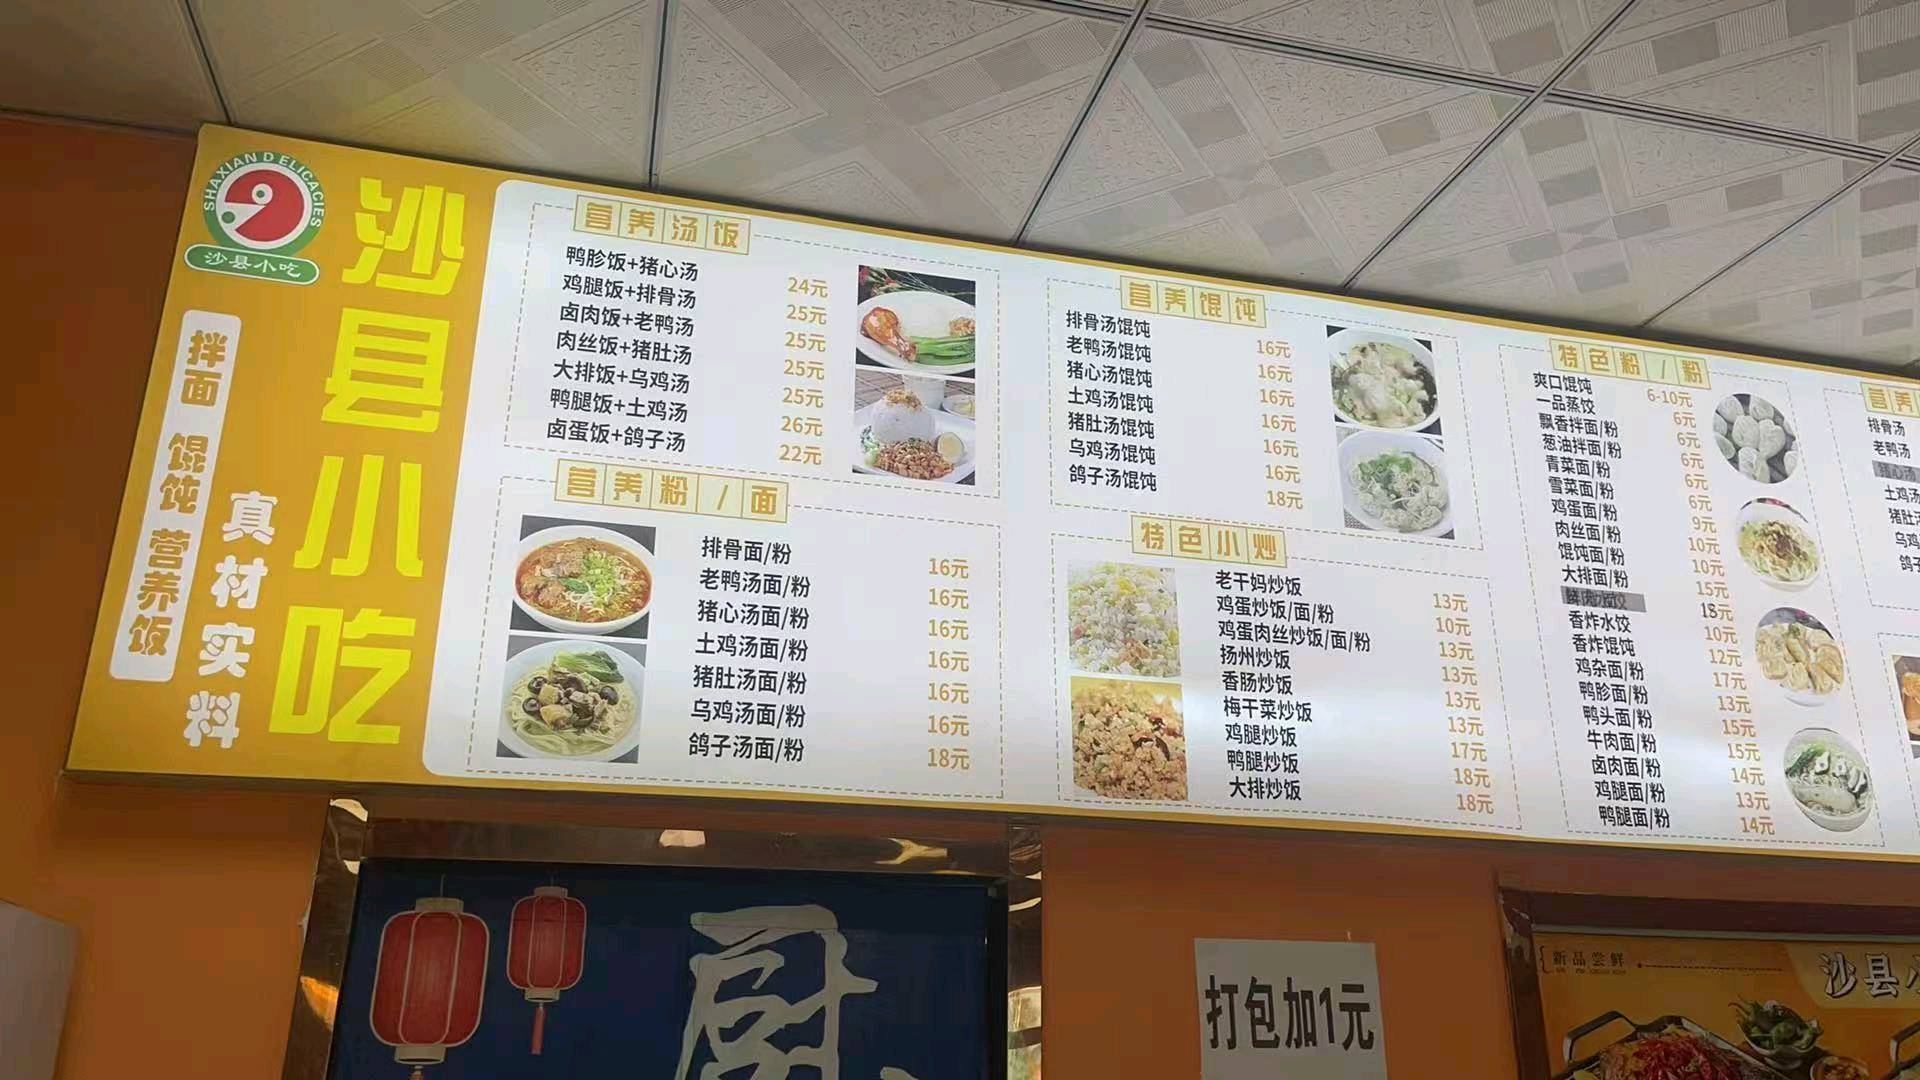 SHAXIAN DELICACIES
沙县小吃
沙县小吃
拌面 馄饨 营养饭
真材实料
营养汤饭
鸭胗饭+猪心汤 24元
鸡腿饭+排骨汤 25元
卤肉饭+老鸭汤 25元
肉丝饭+猪肚汤 25元
大排饭+乌鸡汤 25元
鸭腿饭+土鸡汤 26元
卤蛋饭+鸽子汤 22元
营养粉/面
排骨面/粉 16元
老鸭汤面/粉 16元
猪心汤面/粉 16元
土鸡汤面/粉 16元
猪肚汤面/粉 16元
乌鸡汤面/粉 16元
鸽子汤面/粉 18元
营养馄饨
排骨汤馄饨 16元
老鸭汤馄饨 16元
猪心汤馄饨 16元
土鸡汤馄饨 16元
猪肚汤馄饨 16元
乌鸡汤馄饨 16元
鸽子汤馄饨 18元
特色小炒
老干妈炒饭 13元
鸡蛋炒饭/面/粉 10元
鸡蛋肉丝炒饭/面/粉 13元
扬州炒饭 13元
香肠炒饭 13元
梅干菜炒饭 13元
鸡腿炒饭 17元
鸭腿炒饭 18元
大排炒饭 18元
特色粉/粉
爽口馄饨 6-10元
一品蒸饺 6元
飘香拌面/粉 6元
葱油拌面/粉 6元
青菜面/粉 6元
雪菜面/粉 6元
鸡蛋面/粉 9元
肉丝面/粉 10元
馄饨面/粉 10元
大排面/粉 15元
18元
香炸水饺 10元
香炸馄饨 12元
鸡杂面/粉 17元
鸭胗面/粉 13元
鸭头面/粉 15元
牛肉面/粉 15元
卤肉面/粉 14元
鸡腿面/粉 13元
鸭腿面/粉 14元
营养
排骨汤
老鸭汤
猪心汤
土鸡汤
猪肚
乌鸡
鸽子
厨
打包加1元
新品尝鲜
沙县小